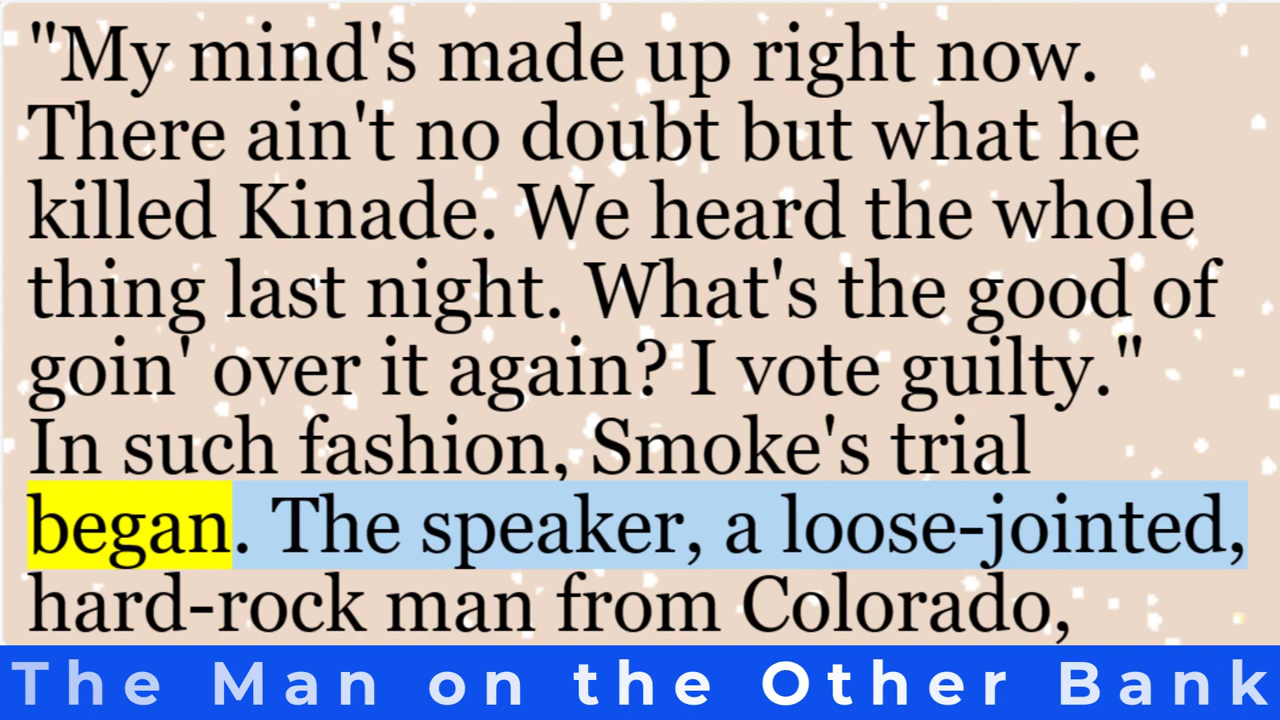 "My mind's made up right now.
There ain't no doubt but what he
killed Kinade. We heard the whole
thing last night. What's the good of
goin' over it again? I vote guilty."
In such fashion, Smoke's trial
began. The speaker, a loose-jointed,
hard-rock man from Colorado,
The Man on the Other Bank